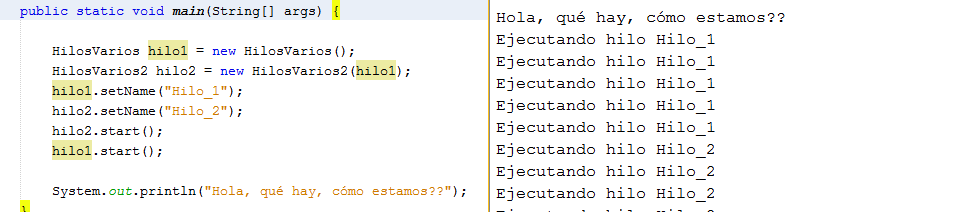 public static void main(String[] args) {
HilosVarios hilo1 = new HilosVarios();
HilosVarios2 hilo2 = new HilosVarios2(hilo1);
hilo1.setName("Hilo_1");
hilo2.setName("Hilo_2");
hilo2.start();
hilo1.start();
System.out.println("Hola, qué hay, cómo estamos??");
}
Hola, qué hay, cómo estamos??
Ejecutando hilo Hilo_1
Ejecutando hilo Hilo_1
Ejecutando hilo Hilo_1
Ejecutando hilo Hilo_1
Ejecutando hilo Hilo_1
Ejecutando hilo Hilo_2
Ejecutando hilo Hilo_2
Ejecutando hilo Hilo_2
Ejecutando hilo